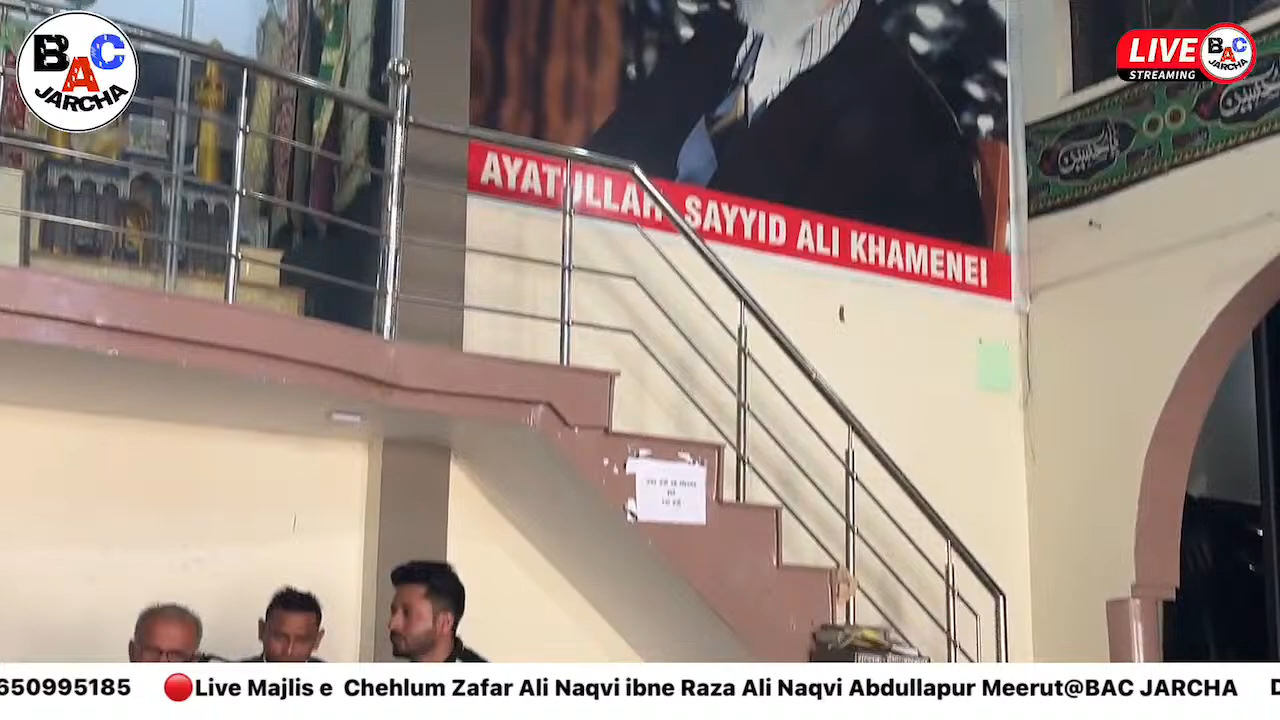 BAC
JARCHA
LIVE
STREAMING
BAC
JARCHA
AYATULLAH SAYYID ALI KHAMENEI
650995185 🔴Live Majlis e Chehlum Zafar Ali Naqvi ibne Raza Ali Naqvi Abdullapur Meerut@BAC JARCHA D